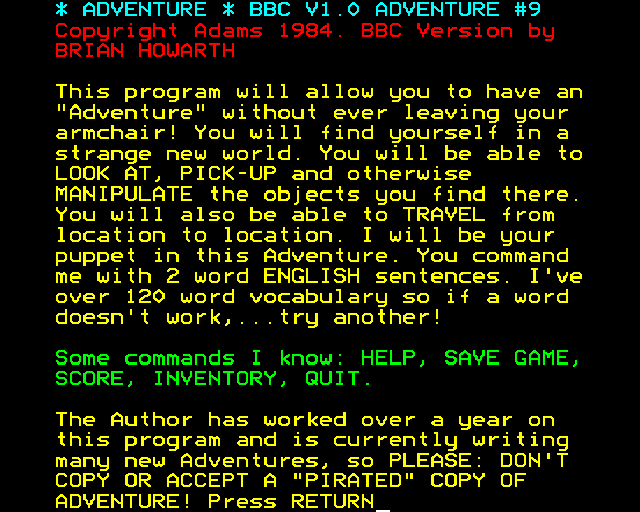 * ADVENTURE * BBC V1.0 ADVENTURE #9
Copyright Adams 1984. BBC Version by
BRIAN HOWARTH
This program will allow you to have an
"Adventure" without ever leaving your
armchair! You will find yourself in a
strange new world. You will be able to
LOOK AT, PICK-UP and otherwise
MANIPULATE the objects you find there.
You will also be able to TRAVEL from
location to location. I will be your
puppet in this Adventure. You command
me with 2 word ENGLISH sentences. I've
over 120 word vocabulary so if a word
doesn't work,...try another!
Some commands I know: HELP, SAVE GAME,
SCORE, INVENTORY, QUIT.
The Author has worked over a year on
this program and is currently writing
many new Adventures, so PLEASE: DON'T
COPY OR ACCEPT A "PIRATED" COPY OF
ADVENTURE! Press RETURN